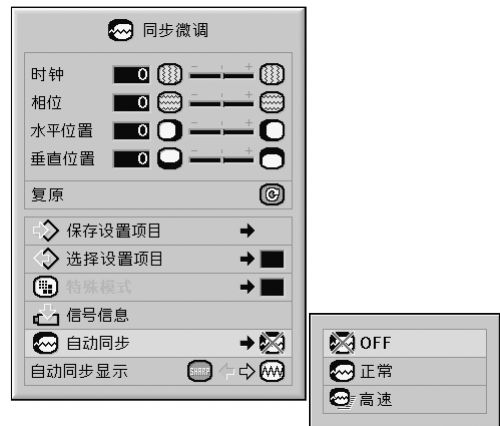 同步微调
时钟 0 - +
相位 0 - +
水平位置 0 - +
垂直位置 0 - +
复原
保存设置项目
选择设置项目
特殊模式
信号信息
自动同步
自动同步显示 SHARP
OFF
正常
高速